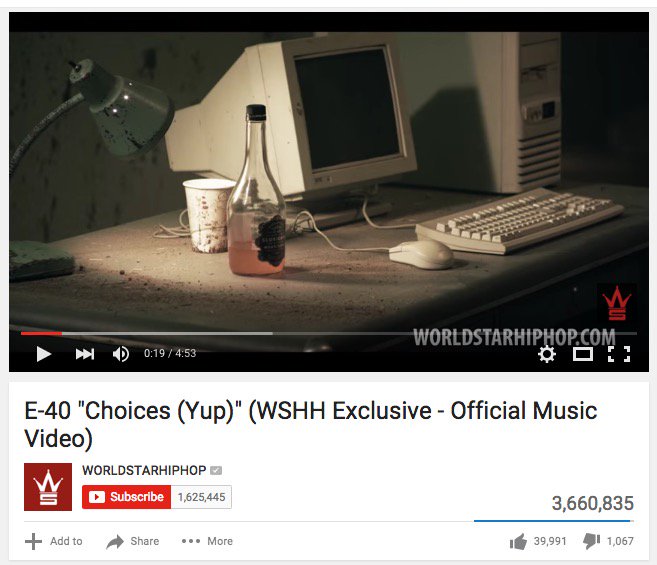 WORLDSTARHIPHOP.COM
0:19 / 4:53
E-40 "Choices (Yup)" (WSHH Exclusive - Official Music
Video)
WORLDSTARHIPHOP
Subscribe 1,625,445
3,660,835
Add to Share More 39,991 1,067